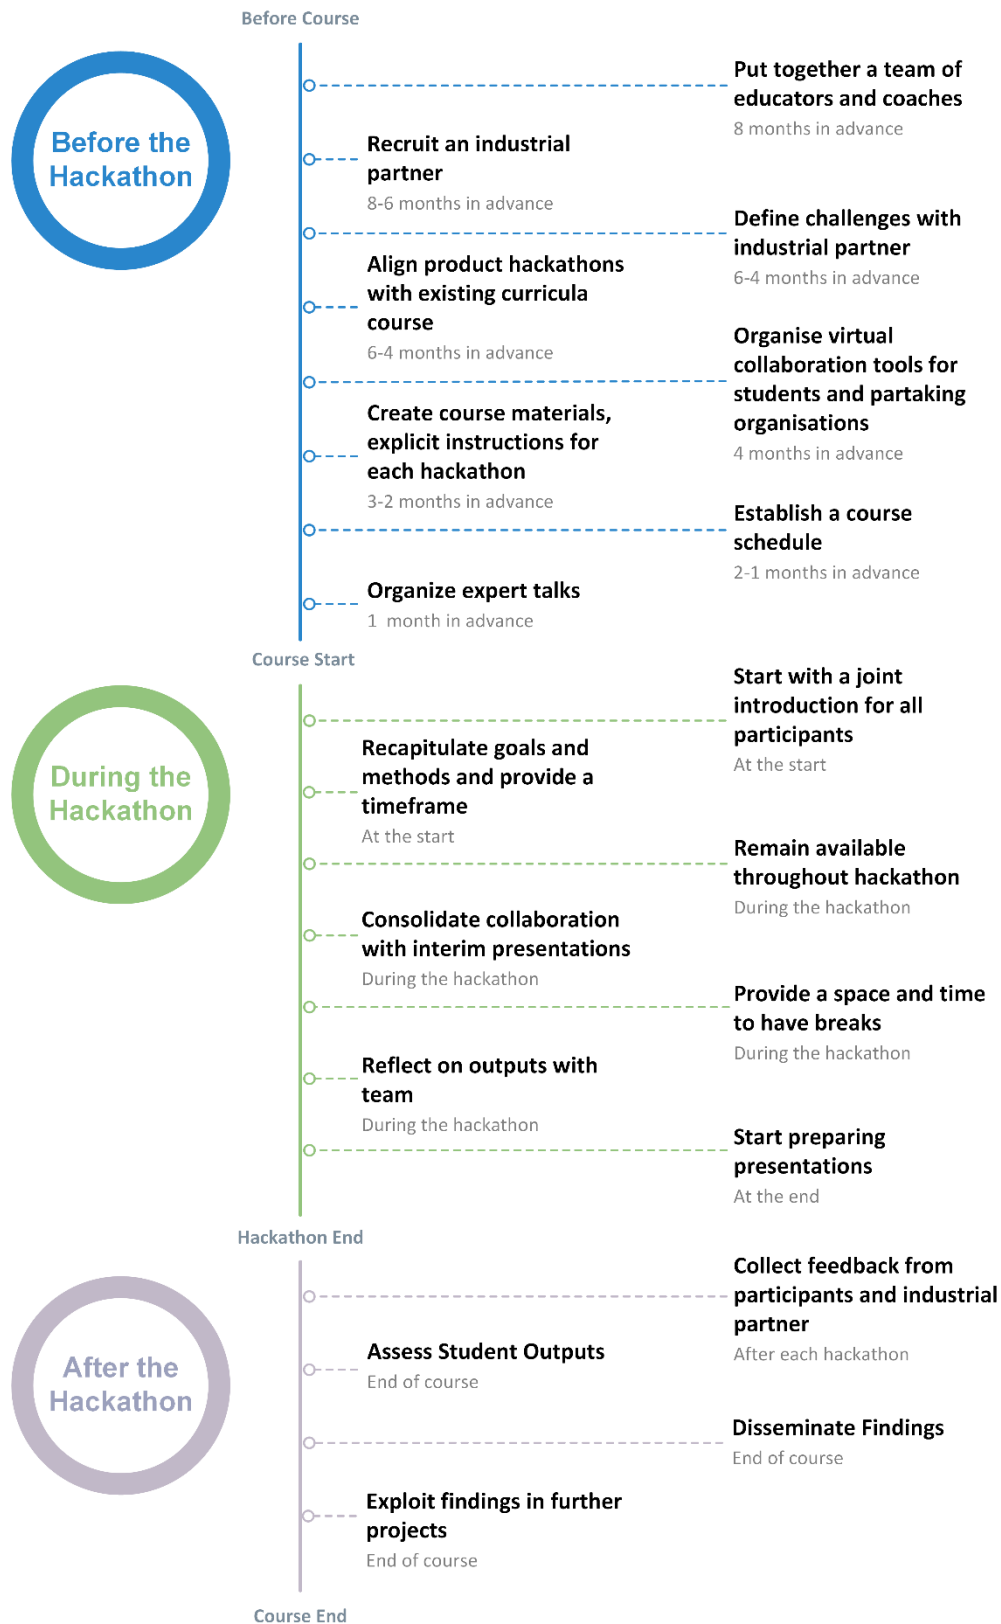 Before Course
Before the
Hackathon
Put together a team of
educators and coaches
8 months in advance
Recruit an industrial
partner
8-6 months in advance
Define challenges with
industrial partner
6-4 months in advance
Align product hackathons
with existing curricula
course
6-4 months in advance
Organise virtual
collaboration tools for
students and partaking
organisations
4 months in advance
Create course materials,
explicit instructions for
each hackathon
3-2 months in advance
Establish a course
schedule
2-1 months in advance
Organize expert talks
1 month in advance
Course Start
During the
Hackathon
Start with a joint
introduction for all
participants
At the start
Recapitulate goals and
methods and provide a
timeframe
At the start
Remain available
throughout hackathon
During the hackathon
Consolidate collaboration
with interim presentations
During the hackathon
Provide a space and time
to have breaks
During the hackathon
Reflect on outputs with
team
During the hackathon
Start preparing
presentations
At the end
Hackathon End
After the
Hackathon
Collect feedback from
participants and industrial
partner
After each hackathon
Assess Student Outputs
End of course
Disseminate Findings
End of course
Exploit findings in further
projects
End of course
Course End